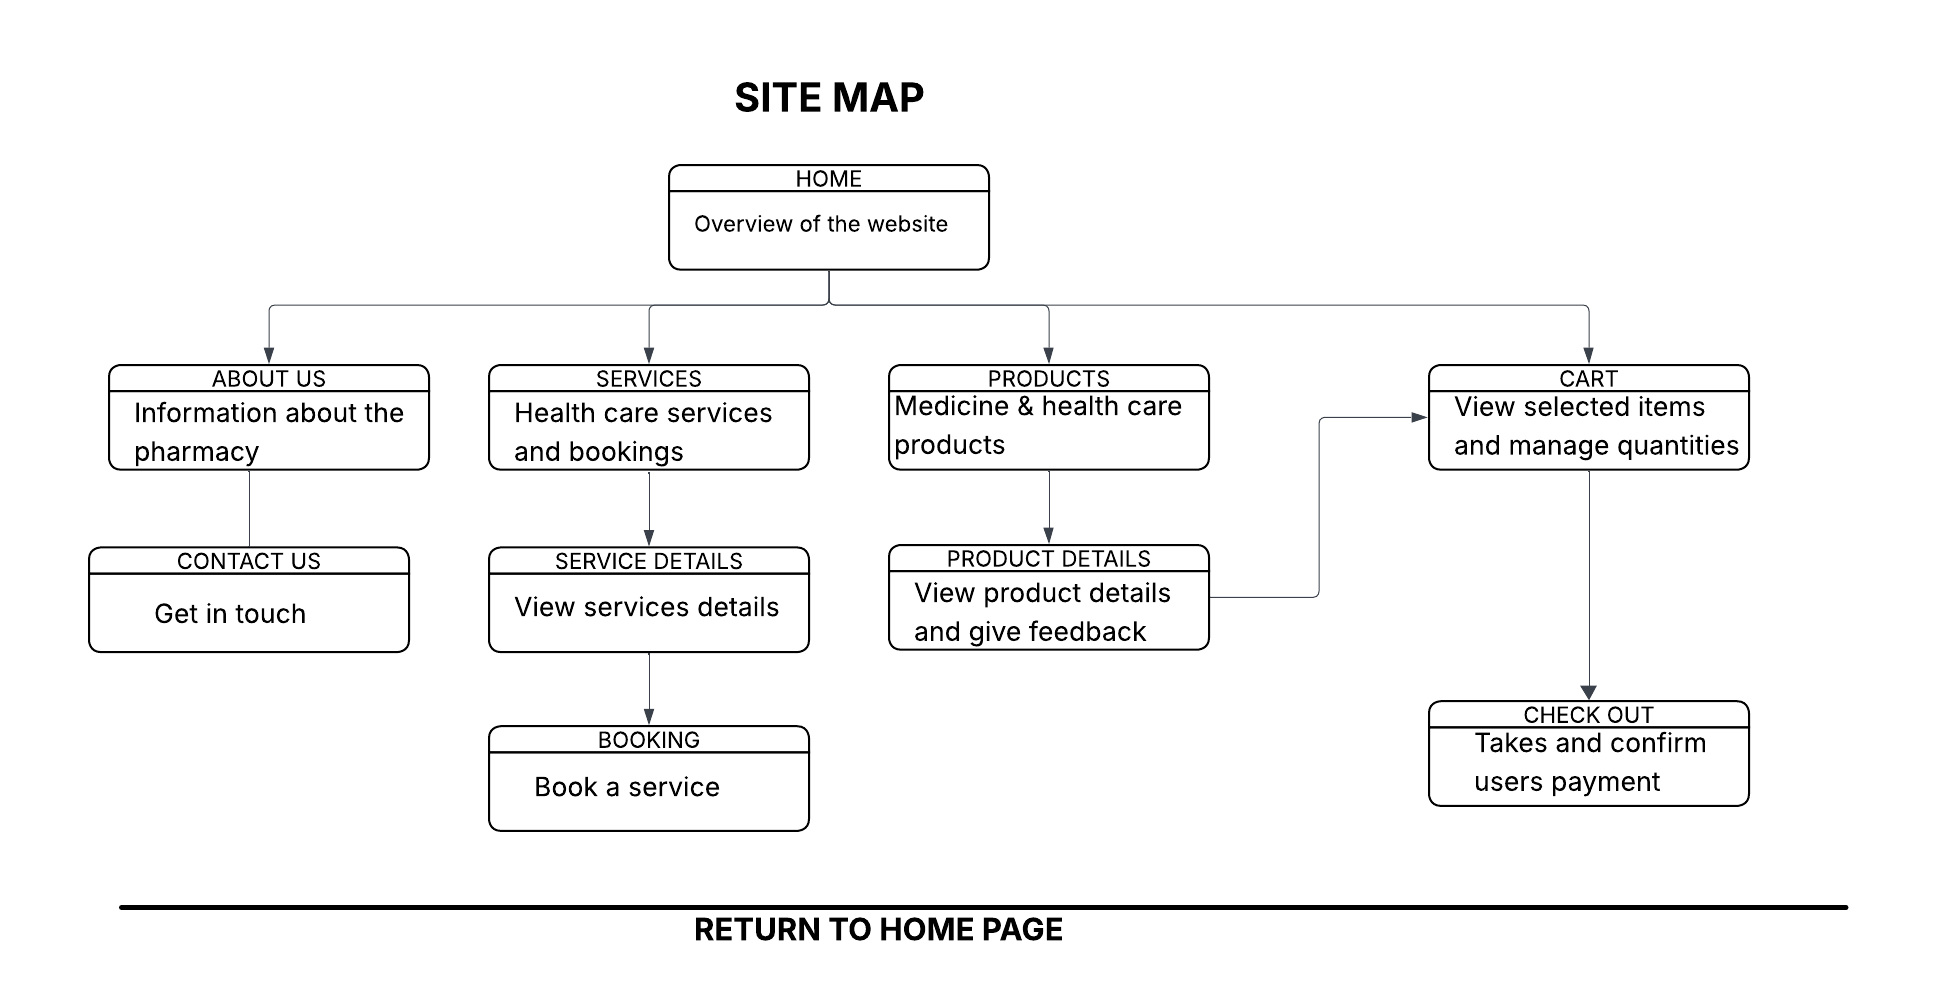 SITE MAP
HOME
Overview of the website
ABOUT US
Information about the
pharmacy
SERVICES
Health care services
and bookings
PRODUCTS
Medicine & health care
products
CART
View selected items
and manage quantities
CONTACT US
Get in touch
SERVICE DETAILS
View services details
PRODUCT DETAILS
View product details
and give feedback
BOOKING
Book a service
CHECK OUT
Takes and confirm
users payment
RETURN TO HOME PAGE